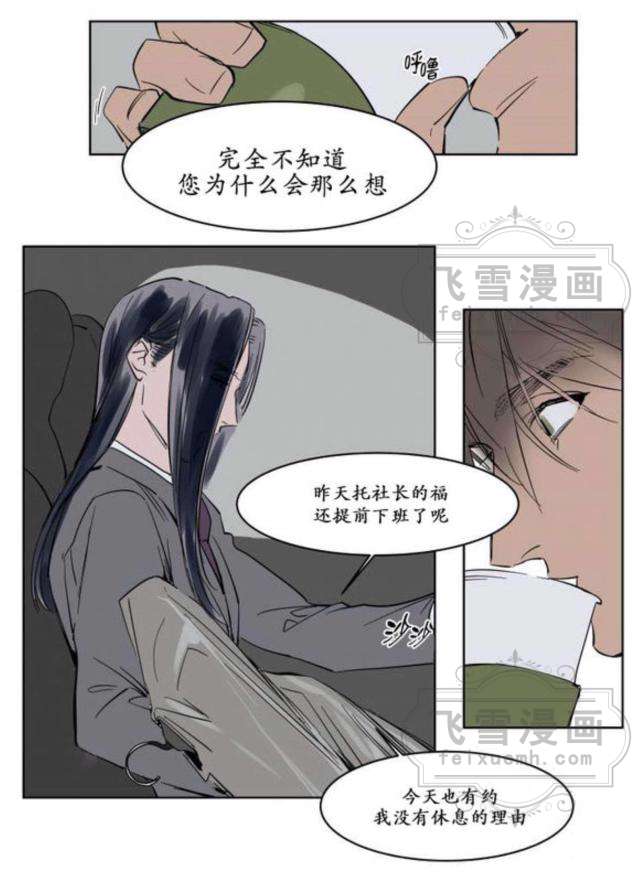 呼噜
完全不知道
您为什么会那么想
飞雪漫画
feixuemh.com
昨天托社长的福
还提前下班了呢
沙沙
飞雪漫画
feixuemh.com
今天也有约
我没有休息的理由